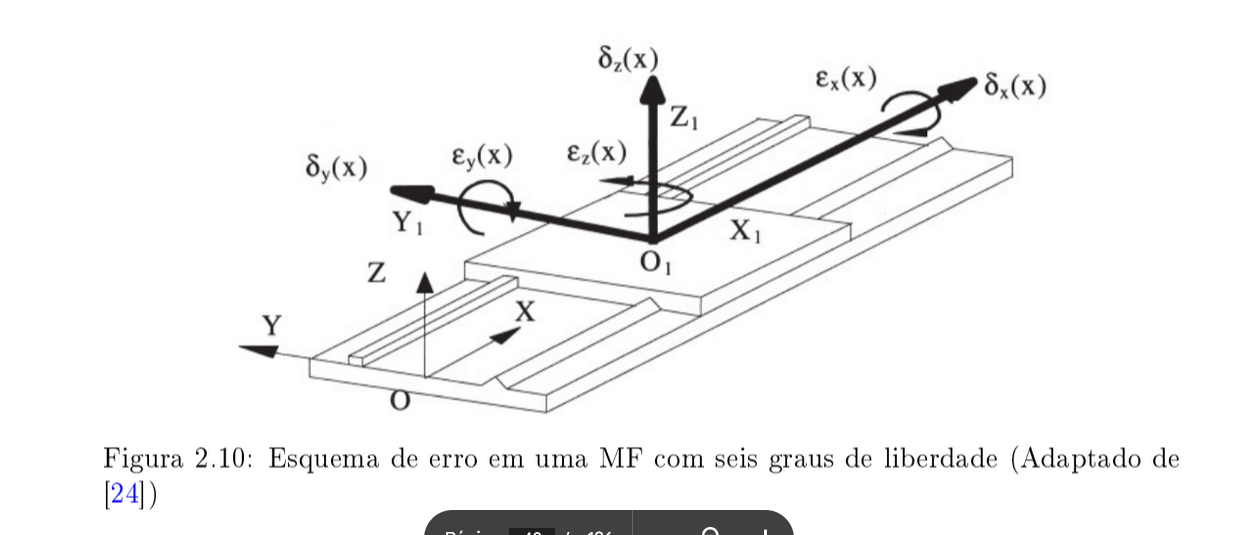 δz(x)
εx(x)
δx(x)
Z1
εy(x)
εz(x)
δy(x)
Y1
X1
O1
Z
X
Y
O
Figura 2.10: Esquema de erro em uma MF com seis graus de liberdade (Adaptado de
[24])